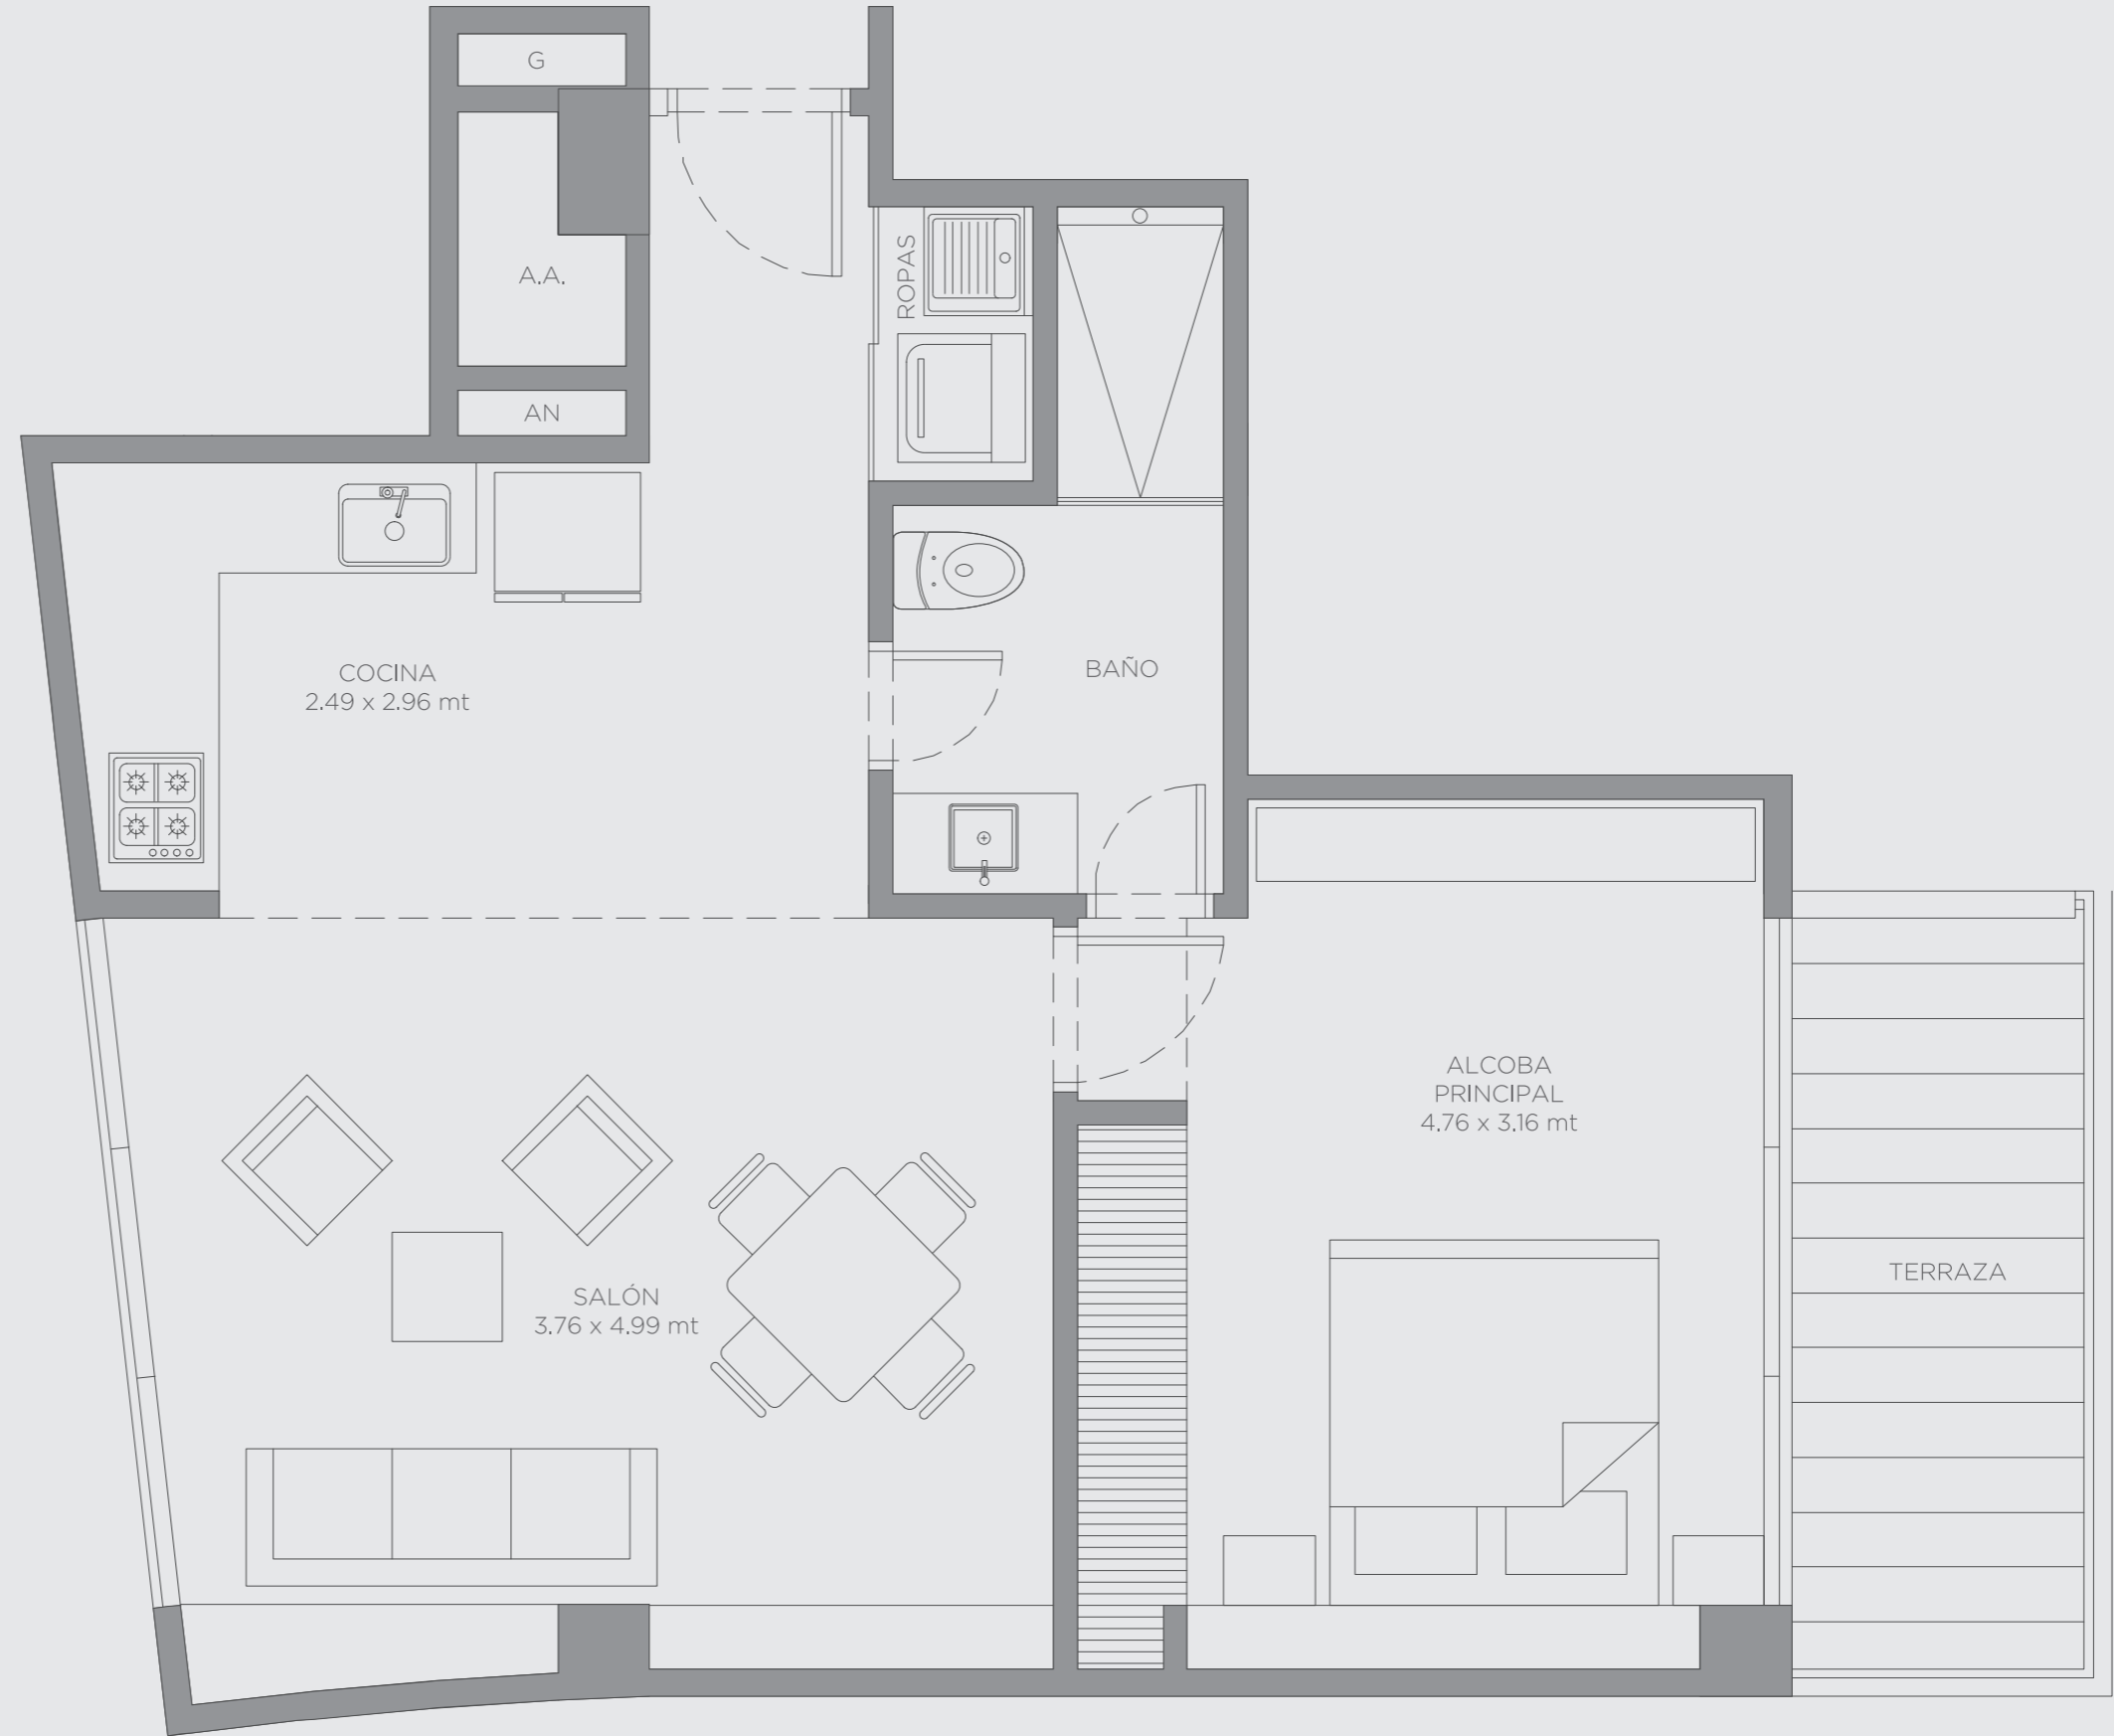 G
A.A.
ROPAS
AN
COCINA
2.49 x 2.96 mt
BAÑO
ALCOBA
PRINCIPAL
4.76 x 3.16 mt
TERRAZA
SALÓN
3.76 x 4.99 mt